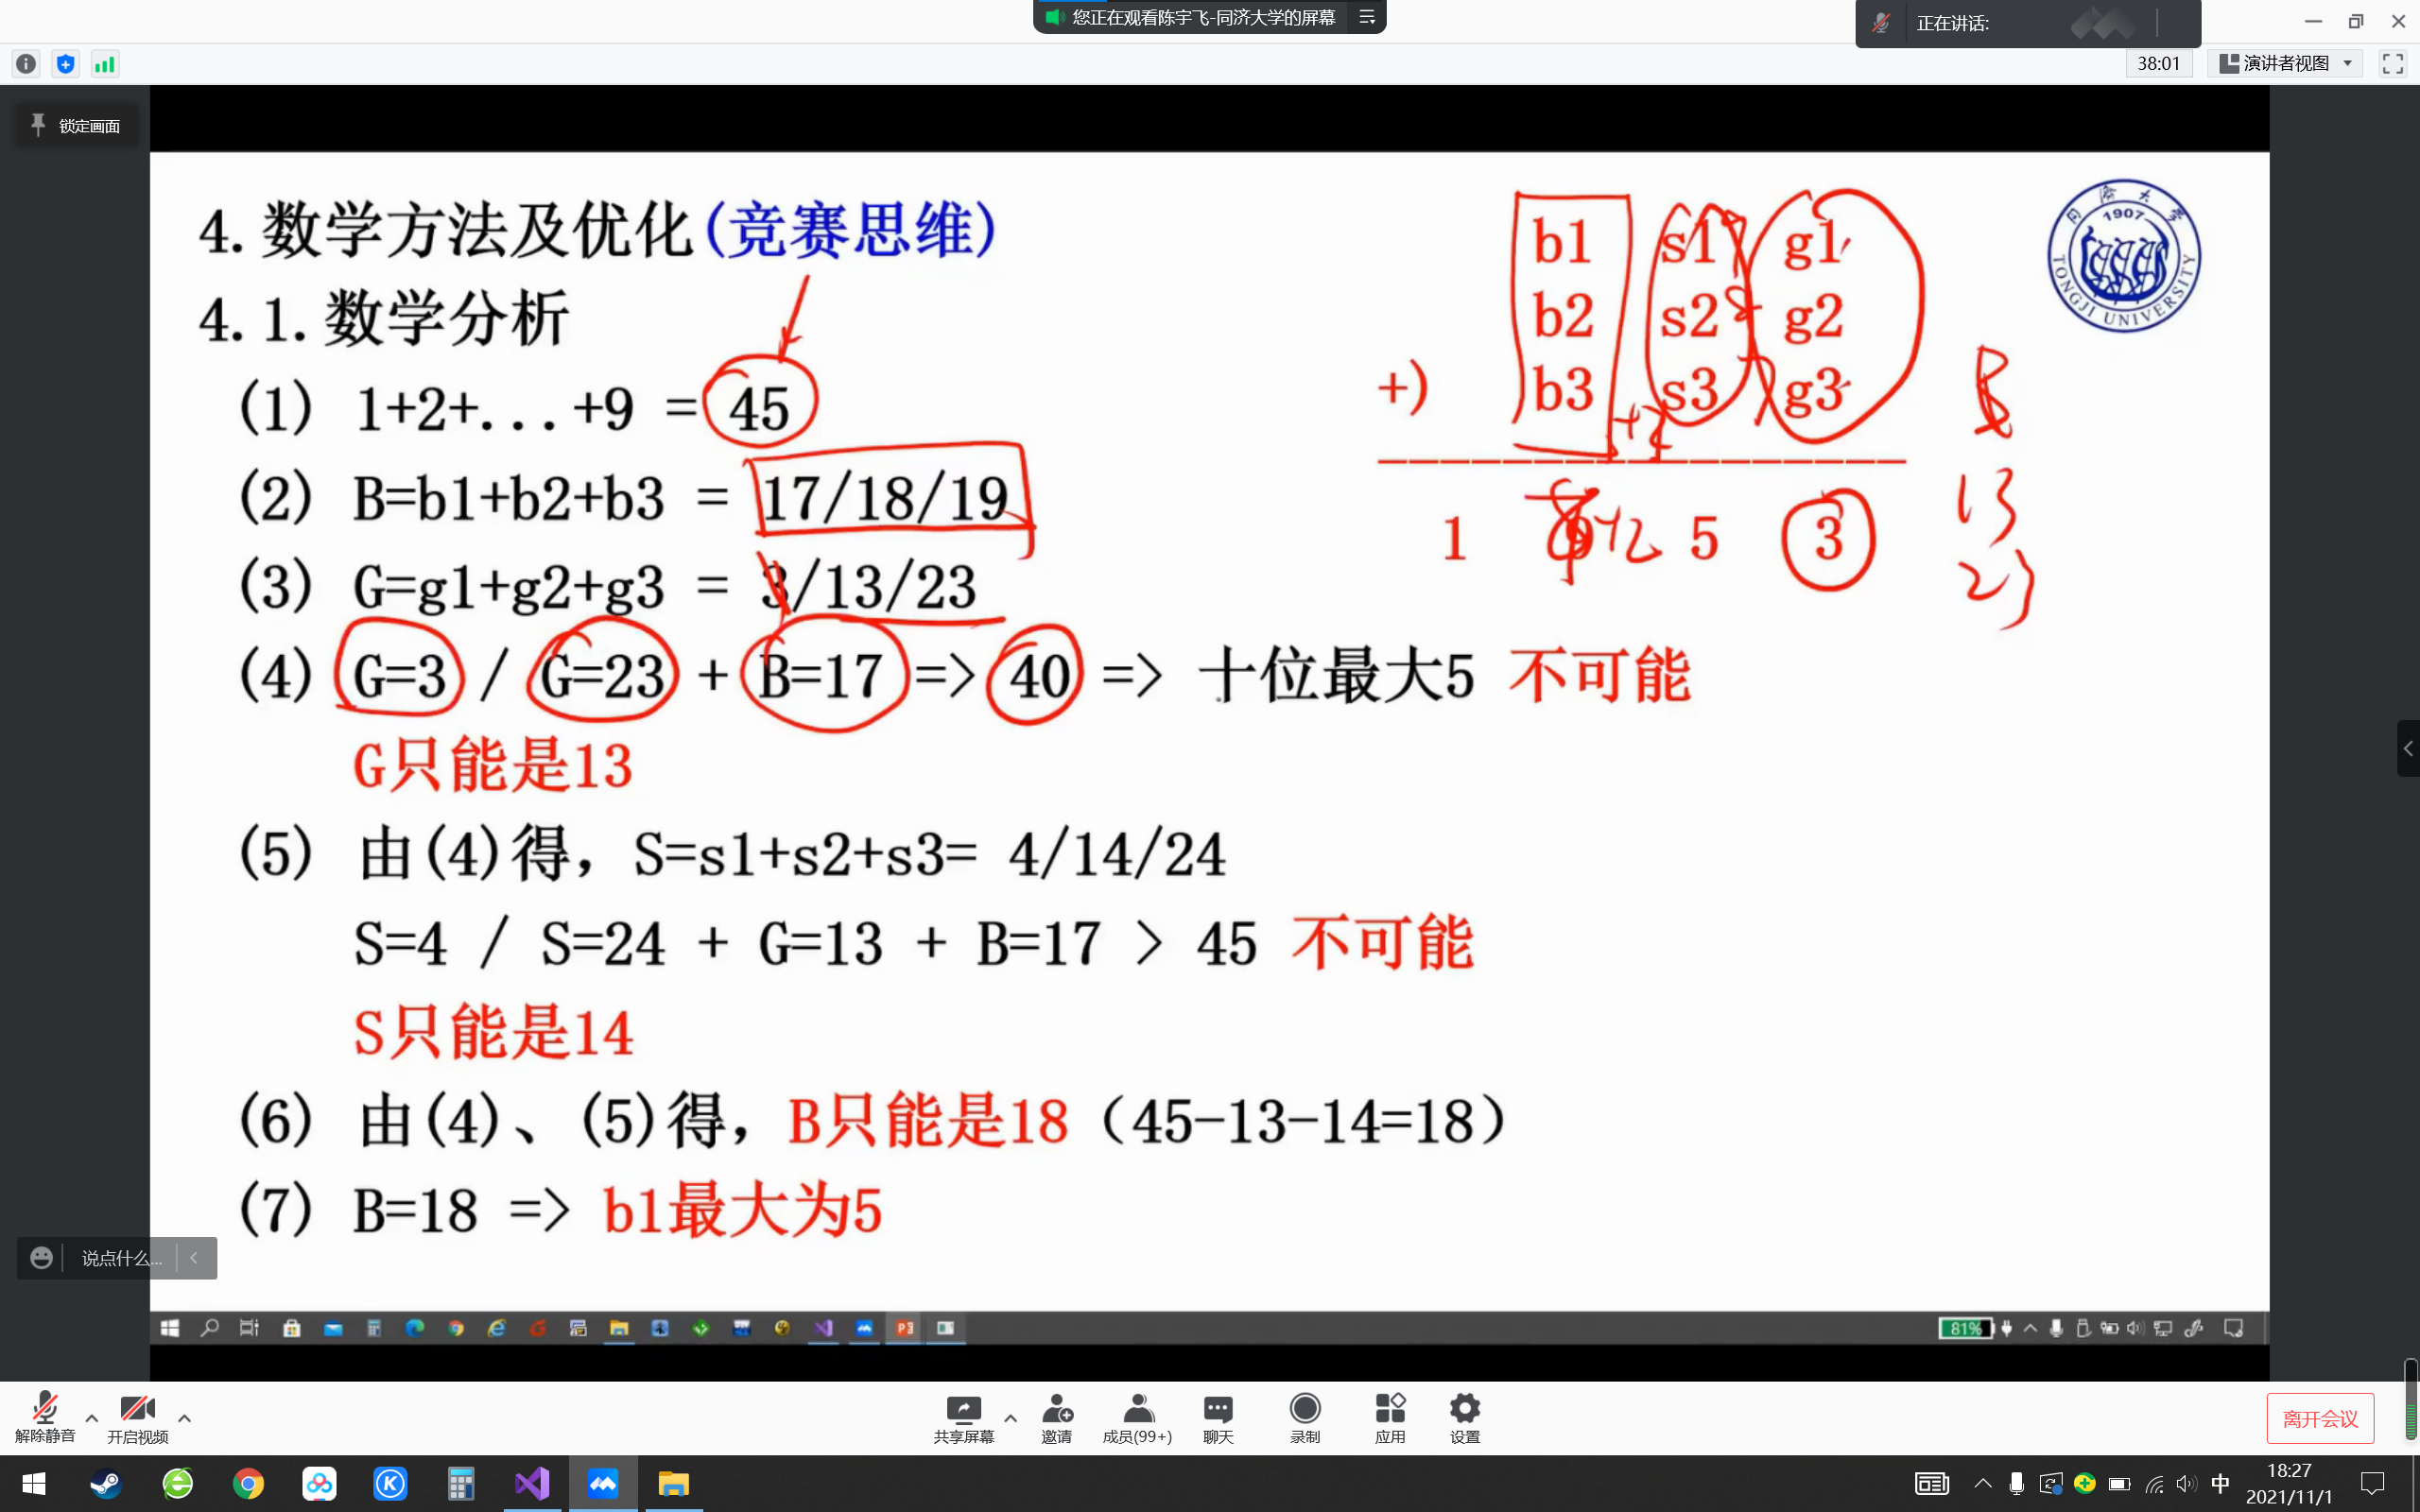 您正在观看陈宇飞-同济大学的屏幕
正在讲话:
38:01
演讲者视图
锁定画面
4.数学方法及优化(竞赛思维)
4.1.数学分析
(1) 1+2+...+9 = 45
(2) B=b1+b2+b3 = 17/18/19
(3) G=g1+g2+g3 = 3/13/23
(4) G=3 / G=23 + B=17 => 40 => 十位最大5 不可能
G只能是13
(5) 由(4)得，S=s1+s2+s3= 4/14/24
S=4 / S=24 + G=13 + B=17 > 45 不可能
S只能是14
(6) 由(4)、(5)得，B只能是18（45-13-14=18）
(7) B=18 => b1最大为5
b1 s1 g1
b2 s2 g2
+) b3 s3 g3
1 5 3
13
23
1907
TONGJI UNIVERSITY
说点什么...
81%
解除静音
开启视频
共享屏幕
邀请
成员(99+)
聊天
录制
应用
设置
离开会议
中
18:27
2021/11/1